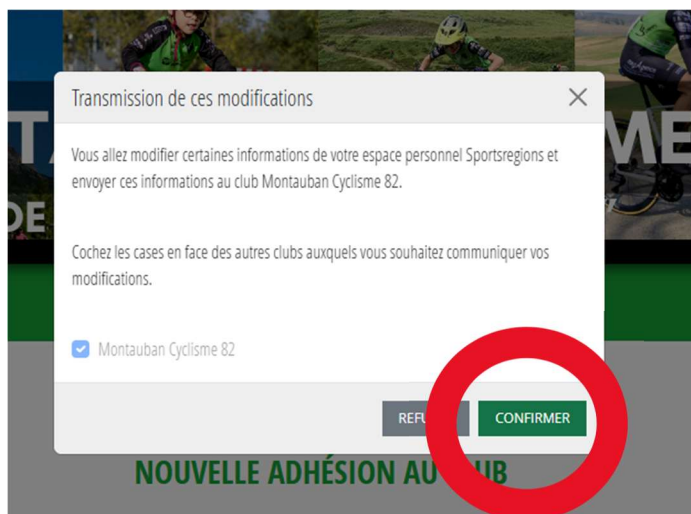 Transmission de ces modifications
Vous allez modifier certaines informations de votre espace personnel Sportsregions et
envoyer ces informations au club Montauban Cyclisme 82.
Cochez les cases en face des autres clubs auxquels vous souhaitez communiquer vos
modifications.
Montauban Cyclisme 82
CONFIRMER
NOUVELLE ADHÉSION AU